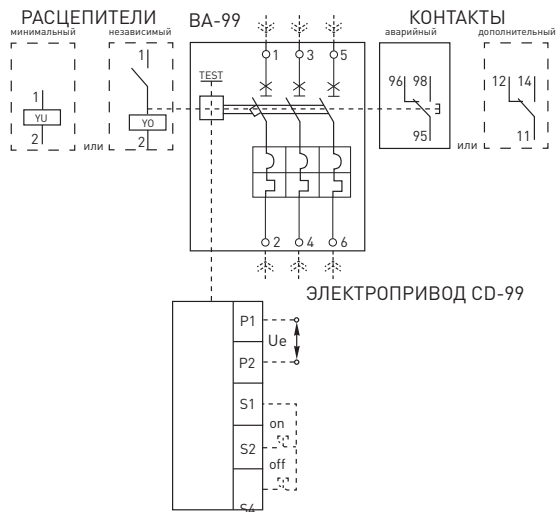 РАСЦЕПИТЕЛИ
минимальный
независимый
ВА-99
КОНТАКТЫ
аварийный
дополнительный
1
YU
2
или
1
YO
2
TEST
1
3
5
2
4
6
96
98
95
или
12
14
11
ЭЛЕКТРОПРИВОД CD-99
P1
Ue
P2
S1
on
S2
off
S4